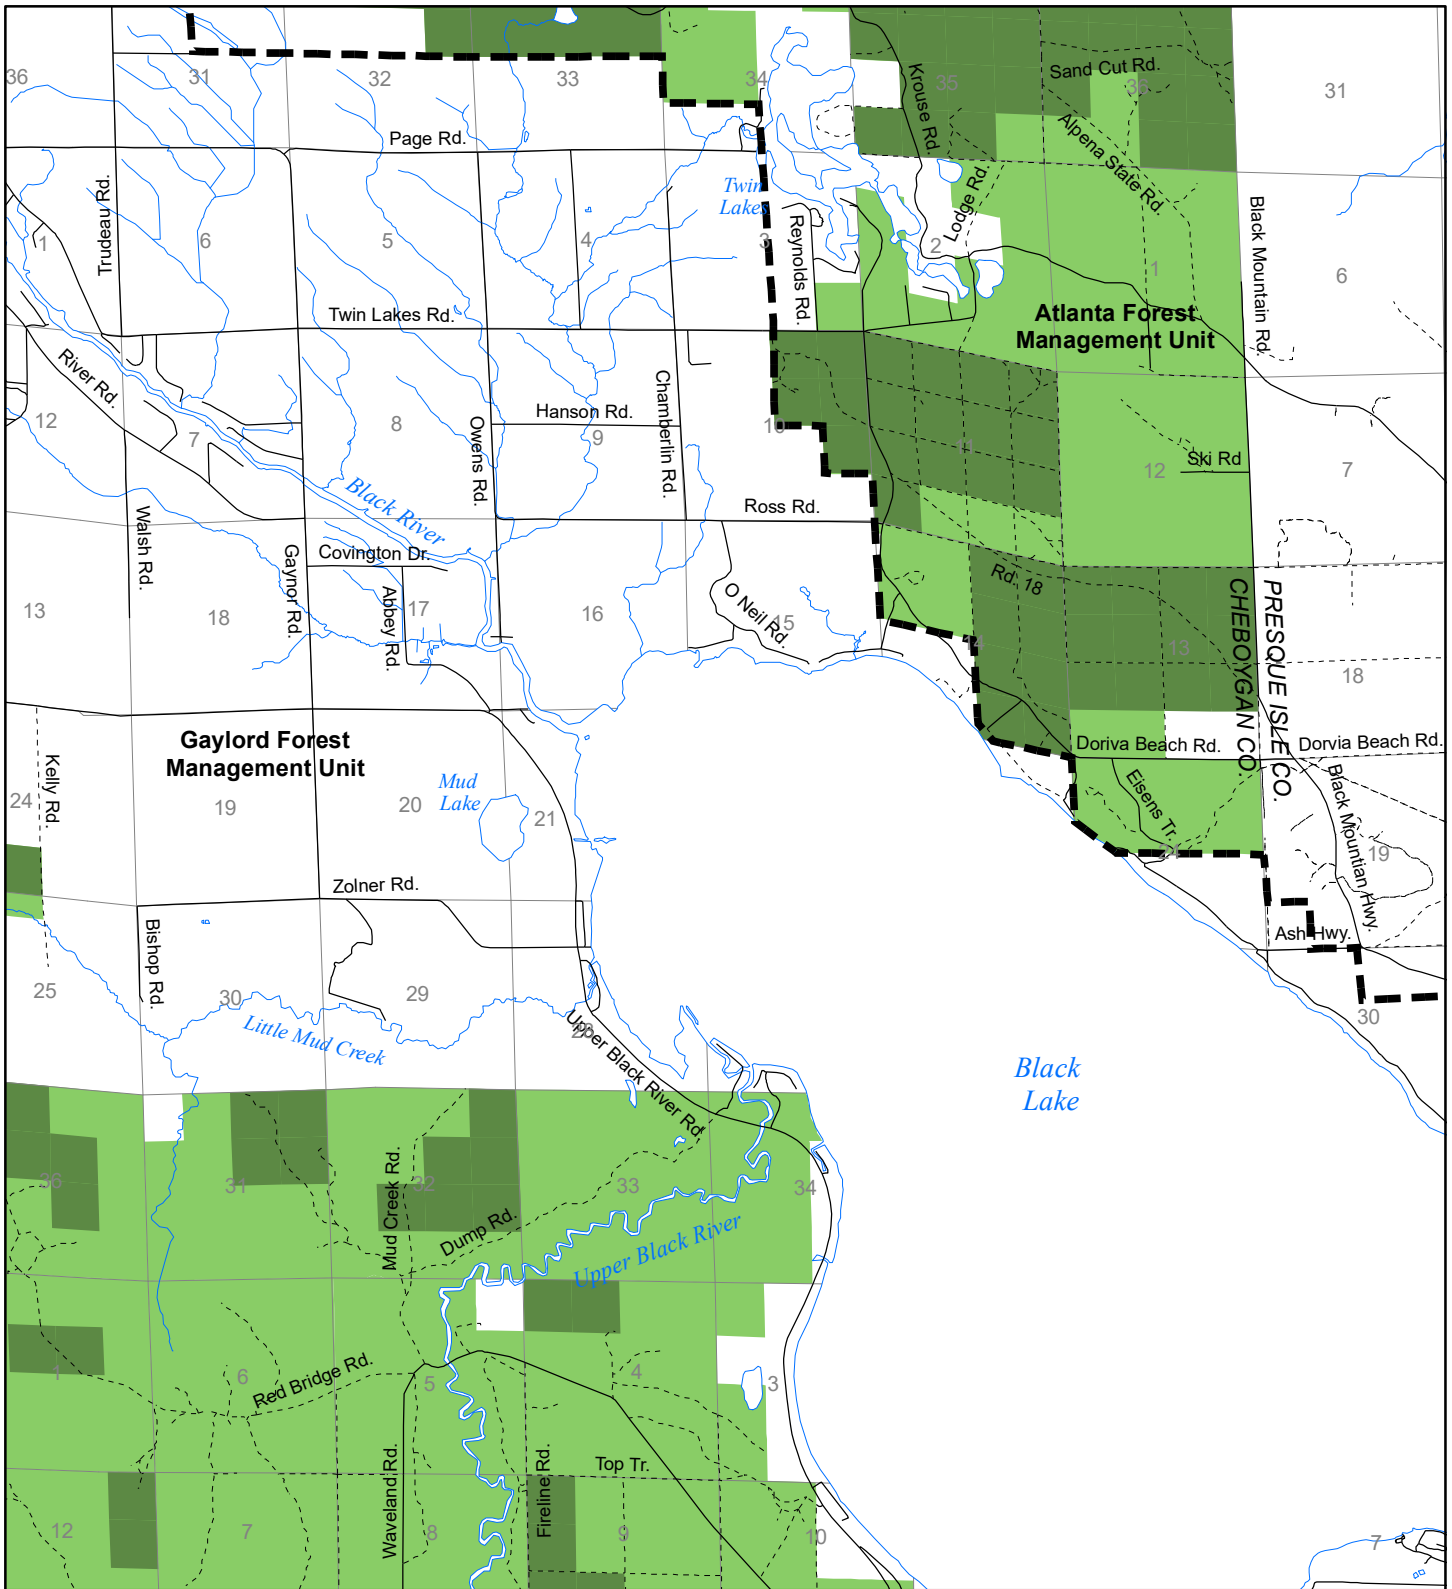 36
31
32
33
34
35
Sand Cut Rd.
36
31
Krouse Rd.
Page Rd.
Alpena State Rd.
Trudeau Rd.
Twin
Lakes
Lodge Rd.
Black Mountain Rd.
1
6
5
4
3
Reynolds Rd.
2
1
6
Twin Lakes Rd.
Atlanta Forest
Management Unit
River Rd.
12
7
8
Owens Rd.
Hanson Rd.
9
Chamberlin Rd.
10
11
12
Ski Rd
7
Black River
Ross Rd.
Walsh Rd.
Gaynor Rd.
Covington Dr.
Abbey Rd.
13
18
17
16
O Neil Rd.
15
Rd. 18
14
13
CHEBOYGAN CO.
PRESQUE ISLE CO.
18
Gaylord Forest
Management Unit
Doriva Beach Rd.
Dorvia Beach Rd.
Kelly Rd.
24
19
20
Mud
Lake
21
Eisens Tr.
24
Black Mountian Hwy.
19
Zolner Rd.
Bishop Rd.
Ash Hwy.
25
30
29
Little Mud Creek
Upper Black River Rd.
30
Black
Lake
36
31
Mud Creek Rd.
32
33
34
Dump Rd.
Upper Black River
1
6
Red Bridge Rd.
5
4
3
Waveland Rd.
Fireline Rd.
Top Tr.
12
7
8
9
10
7